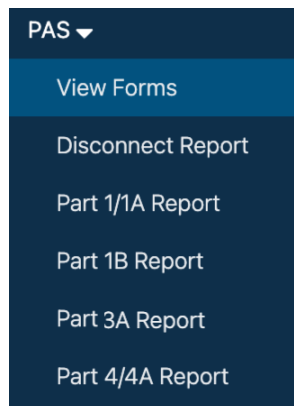 PAS
View Forms
Disconnect Report
Part 1/1A Report
Part 1B Report
Part 3A Report
Part 4/4A Report